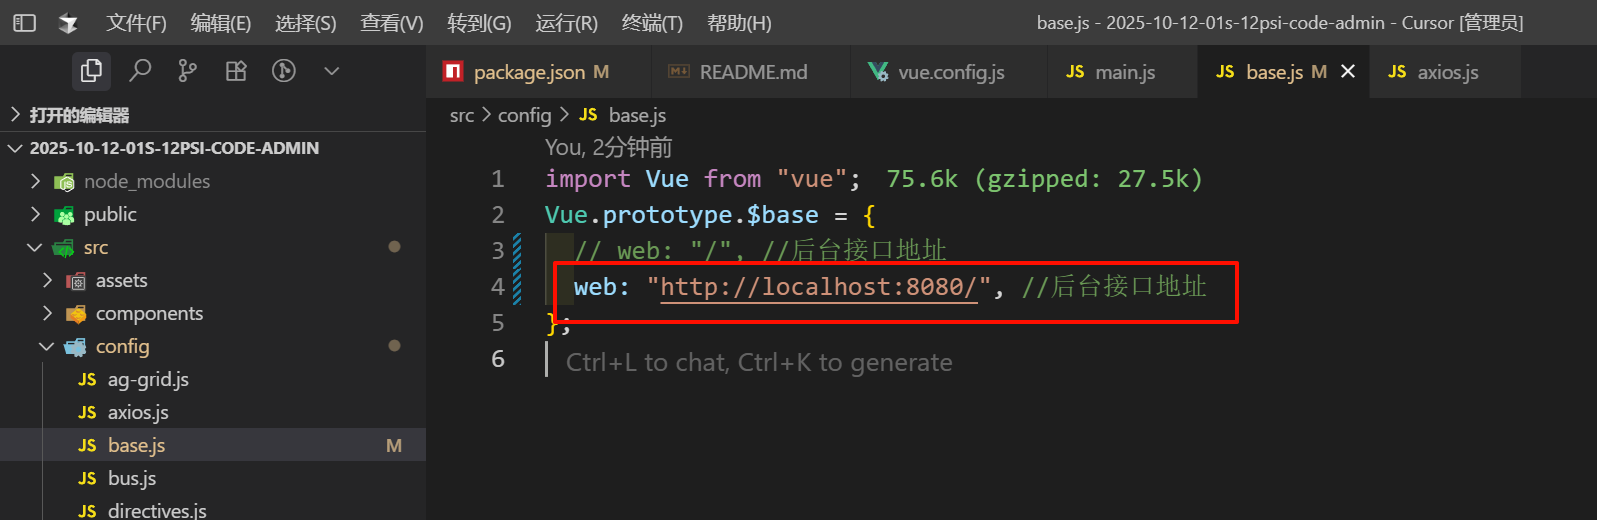 文件(F) 编辑(E) 选择(S) 查看(V) 转到(G) 运行(R) 终端(T) 帮助(H) base.js - 2025-10-12-01s-12psi-code-admin - Cursor [管理员]
package.json M README.md vue.config.js JS main.js JS base.js M JS axios.js
打开的编辑器
2025-10-12-01S-12PSI-CODE-ADMIN
node_modules
public
src
assets
components
config
JS ag-grid.js
JS axios.js
JS base.js M
JS bus.js
JS directives.js
src > config > JS base.js
You, 2分钟前
1 import Vue from "vue"; 75.6k (gzipped: 27.5k)
2 Vue.prototype.$base = {
3 // web: "/", //后台接口地址
4 web: "http://localhost:8080/", //后台接口地址
5 };
6 Ctrl+L to chat, Ctrl+K to generate